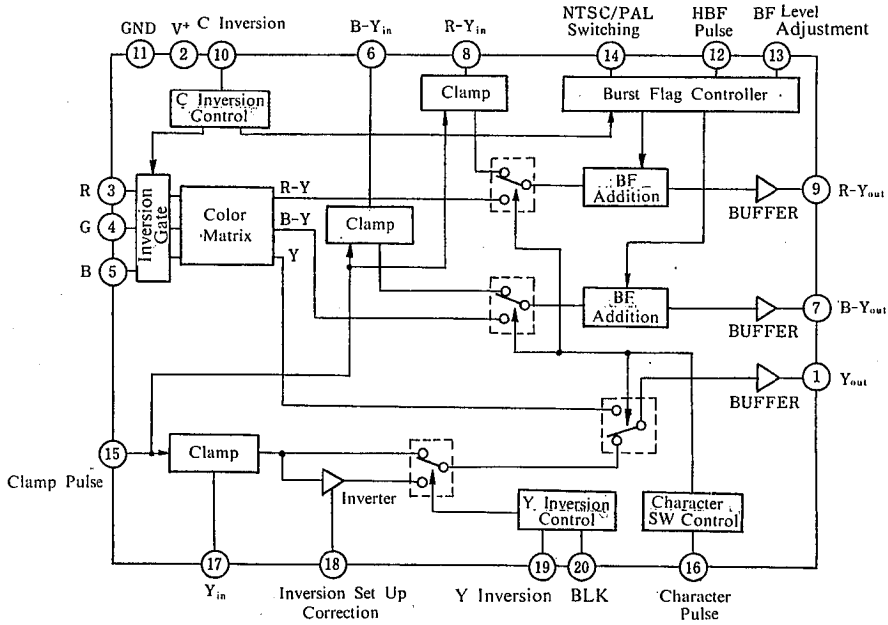 GND
V+
C Inversion
B-Yin
R-Yin
NTSC/PAL
Switching
HBF
Pulse
BF Level
Adjustment
11
2
10
6
8
14
12
13
C Inversion
Control
Clamp
Burst Flag Controller
R
3
G
4
B
5
Inversion
Gate
Color
Matrix
R-Y
B-Y
Y
Clamp
BF
Addition
BUFFER
9
R-Yout
BF
Addition
BUFFER
7
B-Yout
BUFFER
1
Yout
15
Clamp Pulse
Clamp
Inverter
Y Inversion
Control
Character
SW Control
17
18
19
20
16
Yin
Inversion Set Up
Correction
Y Inversion
BLK
Character
Pulse